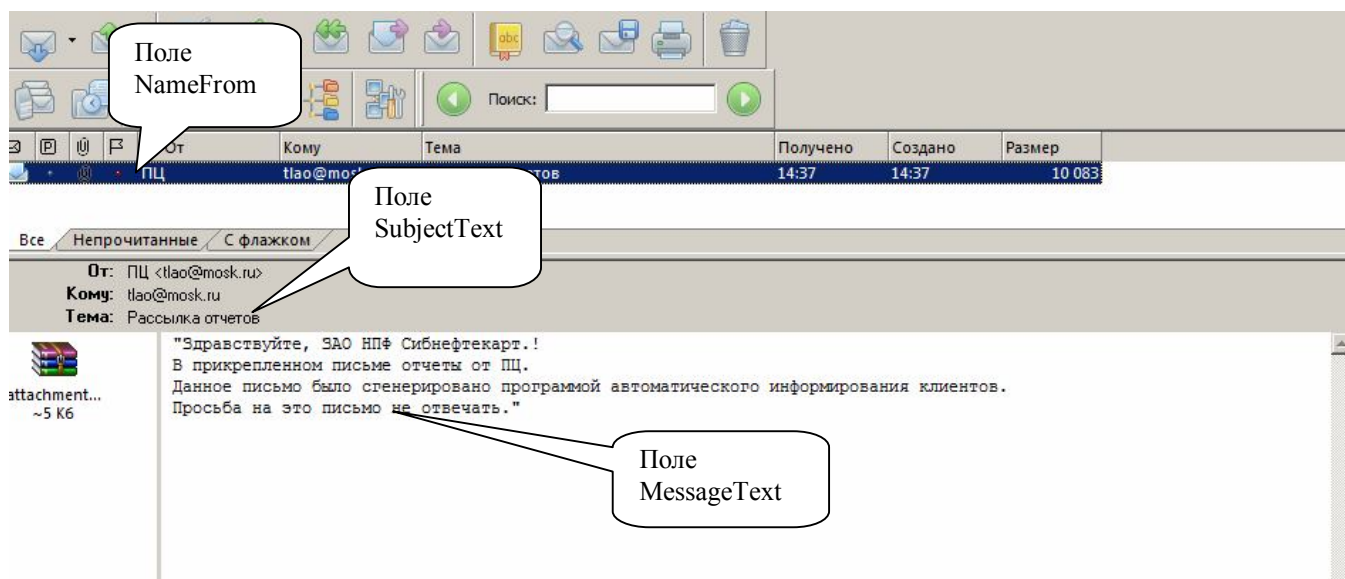 Поле
NameFrom
Поиск:
От Кому Тема Получено Создано Размер
ПЦ 14:37 14:37 10 083
Поле
SubjectText
Все Непрочитанные С флажком
От: ПЦ <tlao@mosk.ru>
Кому: tlao@mosk.ru
Тема: Рассылка отчетов
attachment...
~5 Кб
"Здравствуйте, ЗАО НПФ Сибнефтекарт.!
В прикрепленном письме отчеты от ПЦ.
Данное письмо было сгенерировано программой автоматического информирования клиентов.
Просьба на это письмо не отвечать."
Поле
MessageText